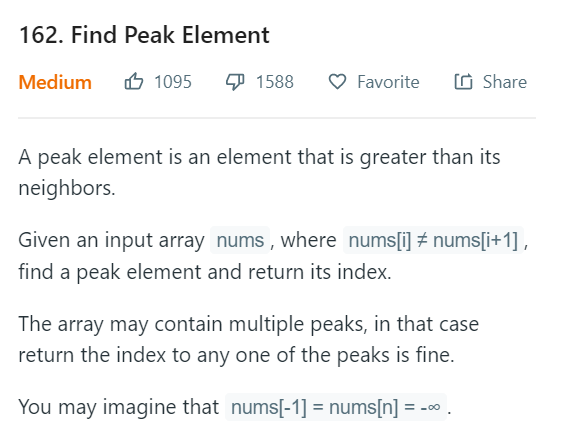 162. Find Peak Element
Medium 1095 1588 Favorite Share
A peak element is an element that is greater than its
neighbors.
Given an input array nums , where nums[i] ≠ nums[i+1] ,
find a peak element and return its index.
The array may contain multiple peaks, in that case
return the index to any one of the peaks is fine.
You may imagine that nums[-1] = nums[n] = -∞ .